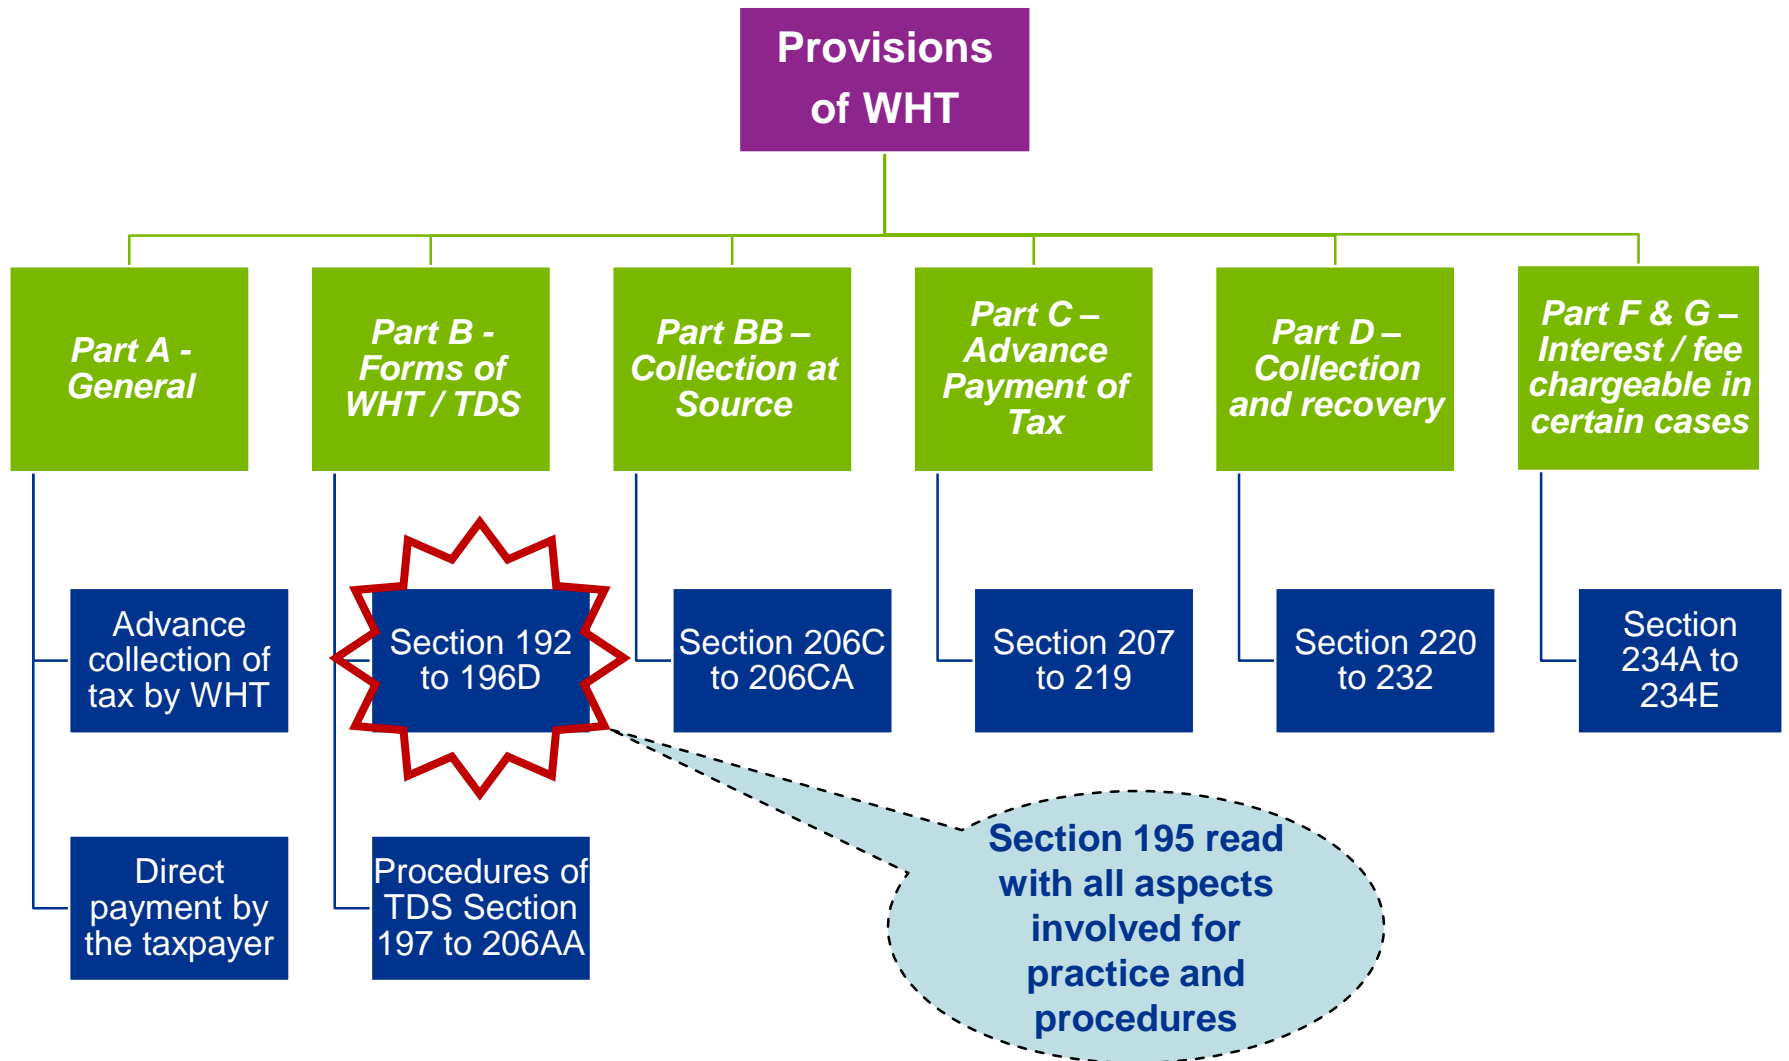 Provisions
of WHT
Part A -
General
Part B -
Forms of
WHT / TDS
Part BB –
Collection at
Source
Part C –
Advance
Payment of
Tax
Part D –
Collection
and recovery
Part F & G –
Interest / fee
chargeable in
certain cases
Advance
collection of
tax by WHT
Section 192
to 196D
Section 206C
to 206CA
Section 207
to 219
Section 220
to 232
Section
234A to
234E
Direct
payment by
the taxpayer
Procedures of
TDS Section
197 to 206AA
Section 195 read
with all aspects
involved for
practice and
procedures